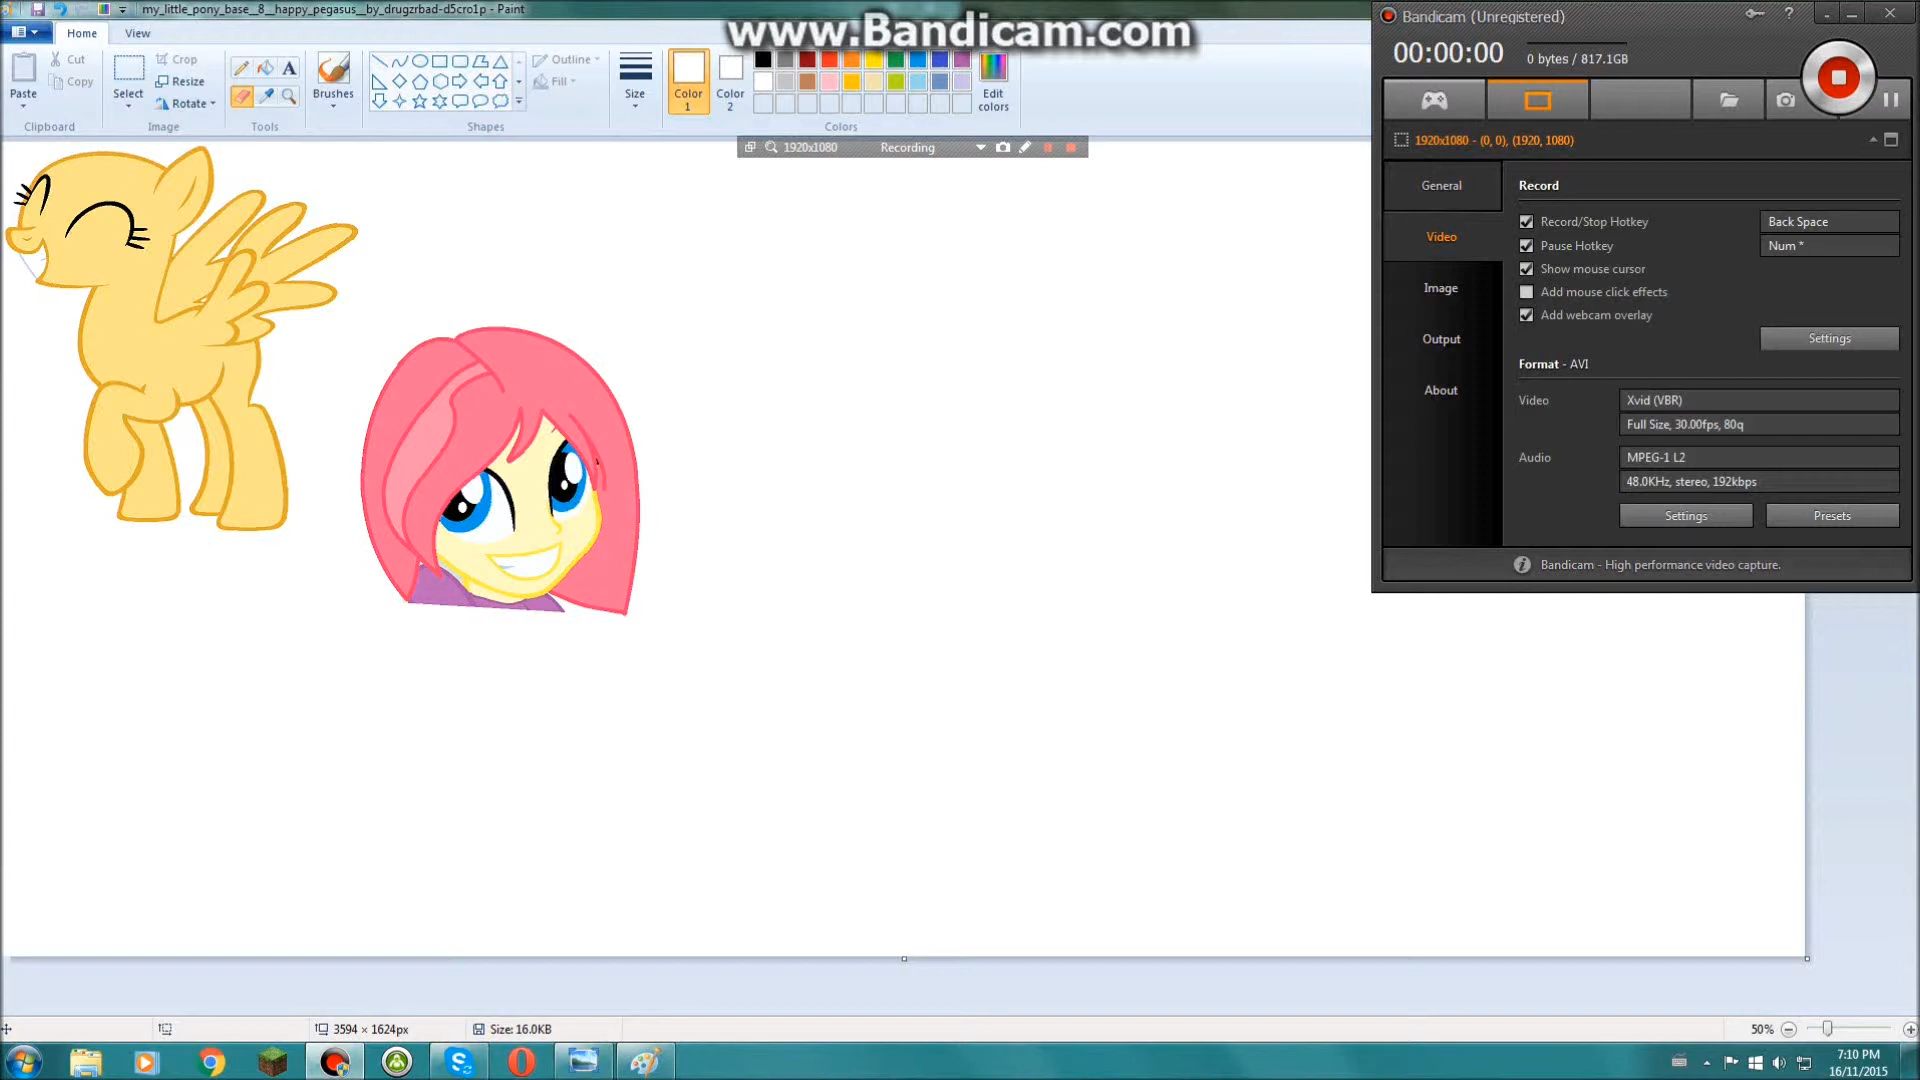 my_little_pony_base__8__happy_pegasus__by_drugzrbad-d5cro1p - Paint
www.Bandicam.com
Bandicam (Unregistered)
Home
View
00:00:00
0 bytes / 817.1GB
Paste
Cut
Copy
Clipboard
Select
Crop
Resize
Rotate
Image
Tools
Brushes
Shapes
Outline
Fill
Size
Color 1
Color 2
Edit colors
Colors
1920x1080
Recording
1920x1080 - (0, 0), (1920, 1080)
General
Video
Image
Output
About
Record
Record/Stop Hotkey
Back Space
Pause Hotkey
Num *
Show mouse cursor
Add mouse click effects
Add webcam overlay
Settings
Format - AVI
Video
Xvid (VBR)
Full Size, 30.00fps, 80q
Audio
MPEG-1 L2
48.0KHz, stereo, 192kbps
Settings
Presets
Bandicam - High performance video capture.
3594 × 1624px
Size: 16.0KB
50%
7:10 PM
16/11/2015